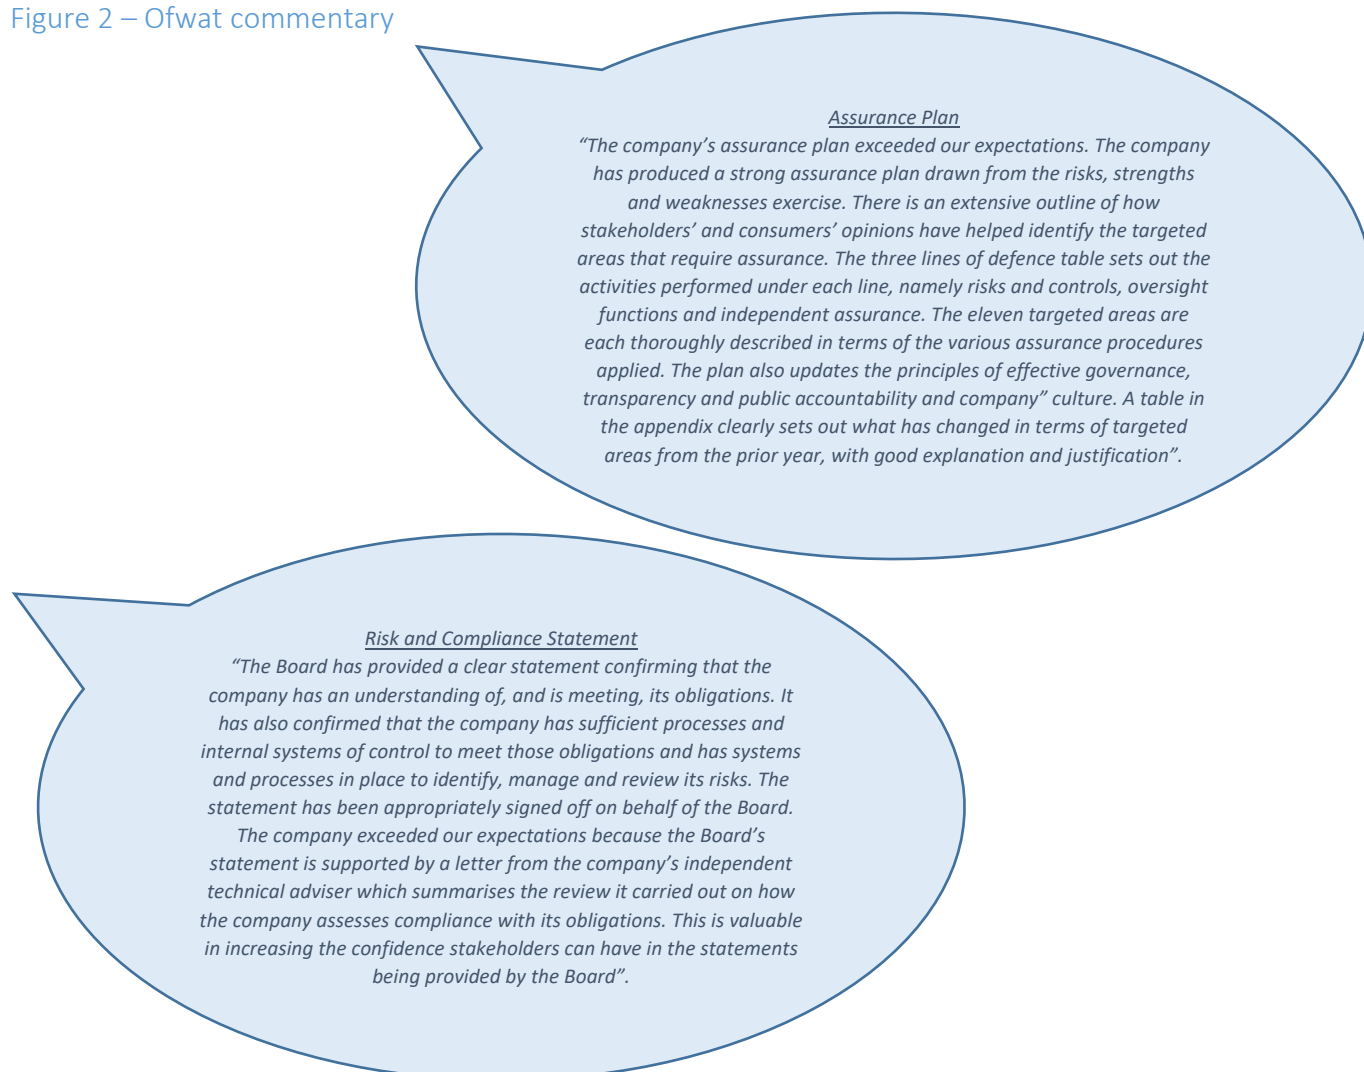 Figure 2 – Ofwat commentary
Assurance Plan
“The company’s assurance plan exceeded our expectations. The company
has produced a strong assurance plan drawn from the risks, strengths
and weaknesses exercise. There is an extensive outline of how
stakeholders’ and consumers’ opinions have helped identify the targeted
areas that require assurance. The three lines of defence table sets out the
activities performed under each line, namely risks and controls, oversight
functions and independent assurance. The eleven targeted areas are
each thoroughly described in terms of the various assurance procedures
applied. The plan also updates the principles of effective governance,
transparency and public accountability and company” culture. A table in
the appendix clearly sets out what has changed in terms of targeted
areas from the prior year, with good explanation and justification”.
Risk and Compliance Statement
“The Board has provided a clear statement confirming that the
company has an understanding of, and is meeting, its obligations. It
has also confirmed that the company has sufficient processes and
internal systems of control to meet those obligations and has systems
and processes in place to identify, manage and review its risks. The
statement has been appropriately signed off on behalf of the Board.
The company exceeded our expectations because the Board’s
statement is supported by a letter from the company’s independent
technical adviser which summarises the review it carried out on how
the company assesses compliance with its obligations. This is valuable
in increasing the confidence stakeholders can have in the statements
being provided by the Board”.